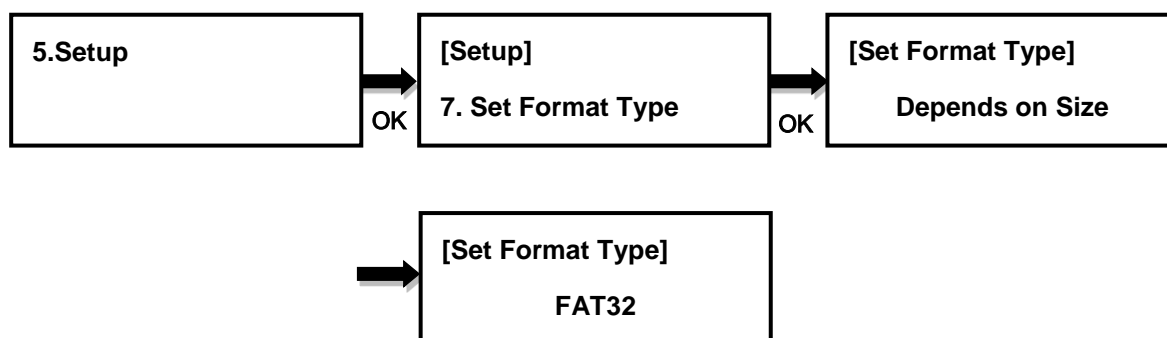 5.Setup
OK
[Setup]
7. Set Format Type
OK
[Set Format Type]
Depends on Size
[Set Format Type]
FAT32